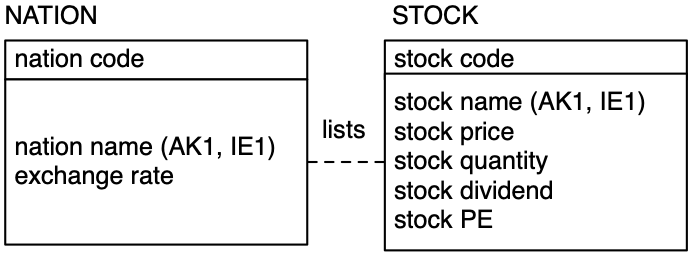 NATION
nation code
nation name (AK1, IE1)
exchange rate
lists
STOCK
stock code
stock name (AK1, IE1)
stock price
stock quantity
stock dividend
stock PE